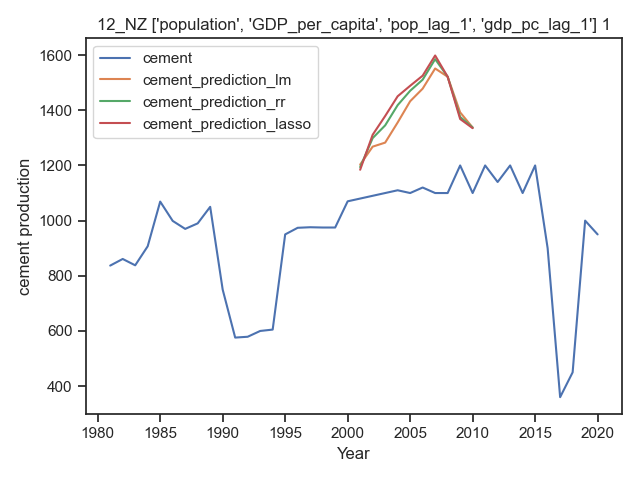 12_NZ ['population', 'GDP_per_capita', 'pop_lag_1', 'gdp_pc_lag_1'] 1
cement
cement_prediction_lm
cement_prediction_rr
cement_prediction_lasso
1600
1400
1200
1000
800
600
400
cement production
1980 1985 1990 1995 2000 2005 2010 2015 2020
Year